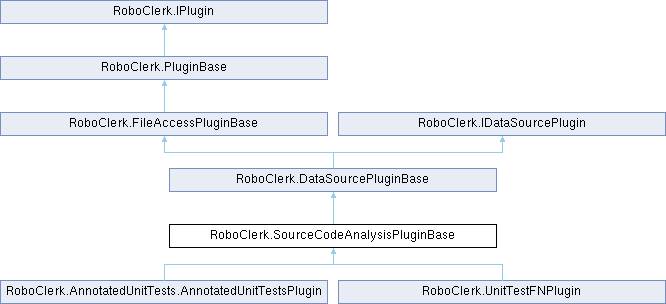 RoboClerk.IPlugin
RoboClerk.PluginBase
RoboClerk.FileAccessPluginBase
RoboClerk.IDataSourcePlugin
RoboClerk.DataSourcePluginBase
RoboClerk.SourceCodeAnalysisPluginBase
RoboClerk.AnnotatedUnitTests.AnnotatedUnitTestsPlugin
RoboClerk.UnitTestFNPlugin